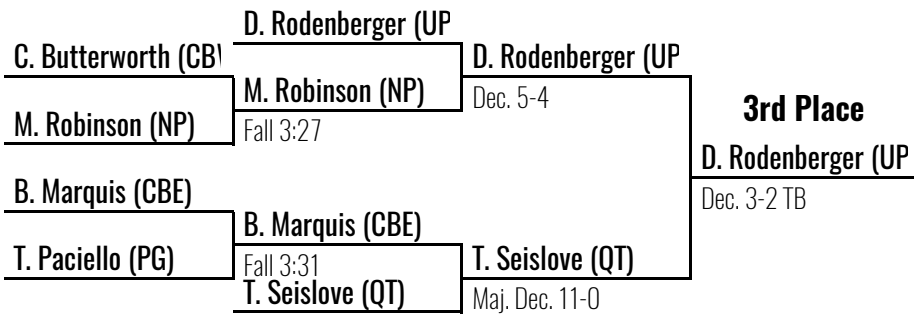 D. Rodenberger (UP
C. Butterworth (CB
D. Rodenberger (UP
M. Robinson (NP)
Dec. 5-4
3rd Place
M. Robinson (NP)
Fall 3:27
D. Rodenberger (UP
B. Marquis (CBE)
Dec. 3-2 TB
B. Marquis (CBE)
T. Paciello (PG)
Fall 3:31
T. Seislove (QT)
T. Seislove (QT)
Maj. Dec. 11-0